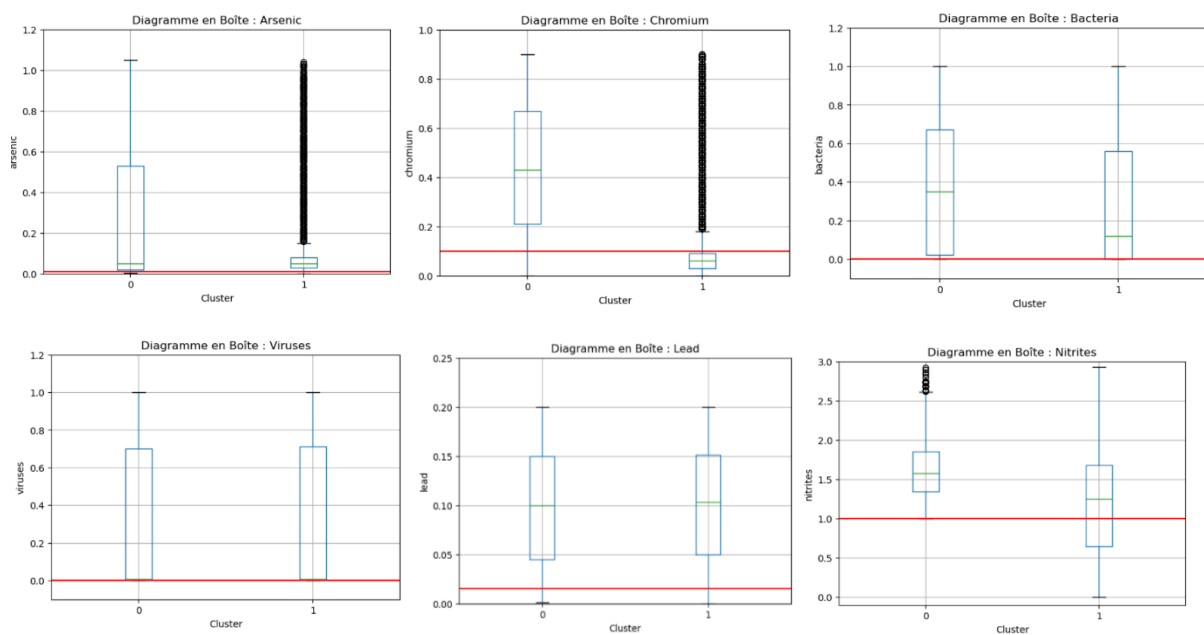 Diagramme en Boîte : Arsenic
1.2
1.0
0.8
0.6
0.4
0.2
0.0
arsenic
0 1
Cluster
Diagramme en Boîte : Chromium
1.0
0.8
0.6
0.4
0.2
0.0
chromium
0 1
Cluster
Diagramme en Boîte : Bacteria
1.2
1.0
0.8
0.6
0.4
0.2
0.0
bacteria
0 1
Cluster
Diagramme en Boîte : Viruses
1.2
1.0
0.8
0.6
0.4
0.2
0.0
viruses
0 1
Cluster
Diagramme en Boîte : Lead
0.25
0.20
0.15
0.10
0.05
0.00
lead
0 1
Cluster
Diagramme en Boîte : Nitrites
3.0
2.5
2.0
1.5
1.0
0.5
0.0
nitrites
0 1
Cluster